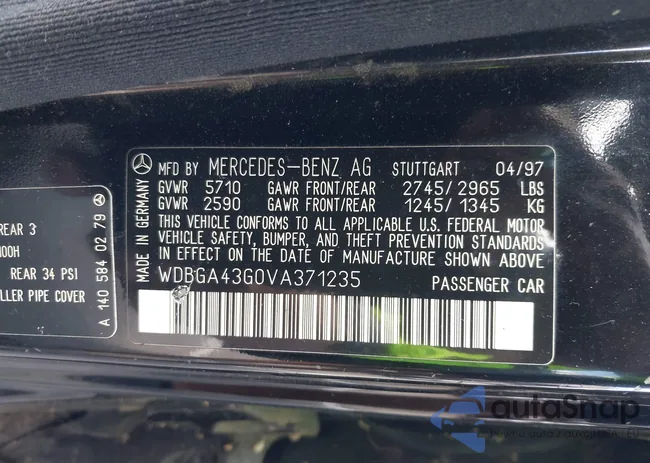 REAR 3
00H
REAR 34 PSI
LLER PIPE COVER
A 140 584 02 79
MADE IN GERMANY
MFD BY MERCEDES-BENZ AG STUTTGART 04/97
GVWR 5710 GAWR FRONT/REAR 2745/2965 LBS
GVWR 2590 GAWR FRONT/REAR 1245/1345 KG
THIS VEHICLE CONFORMS TO ALL APPLICABLE U.S. FEDERAL MOTOR
VEHICLE SAFETY, BUMPER, AND THEFT PREVENTION STANDARDS
IN EFFECT ON THE DATE OF MANUFACTURE SHOWN ABOVE.
WDBGA43G0VA371235 PASSENGER CAR
autaSnap